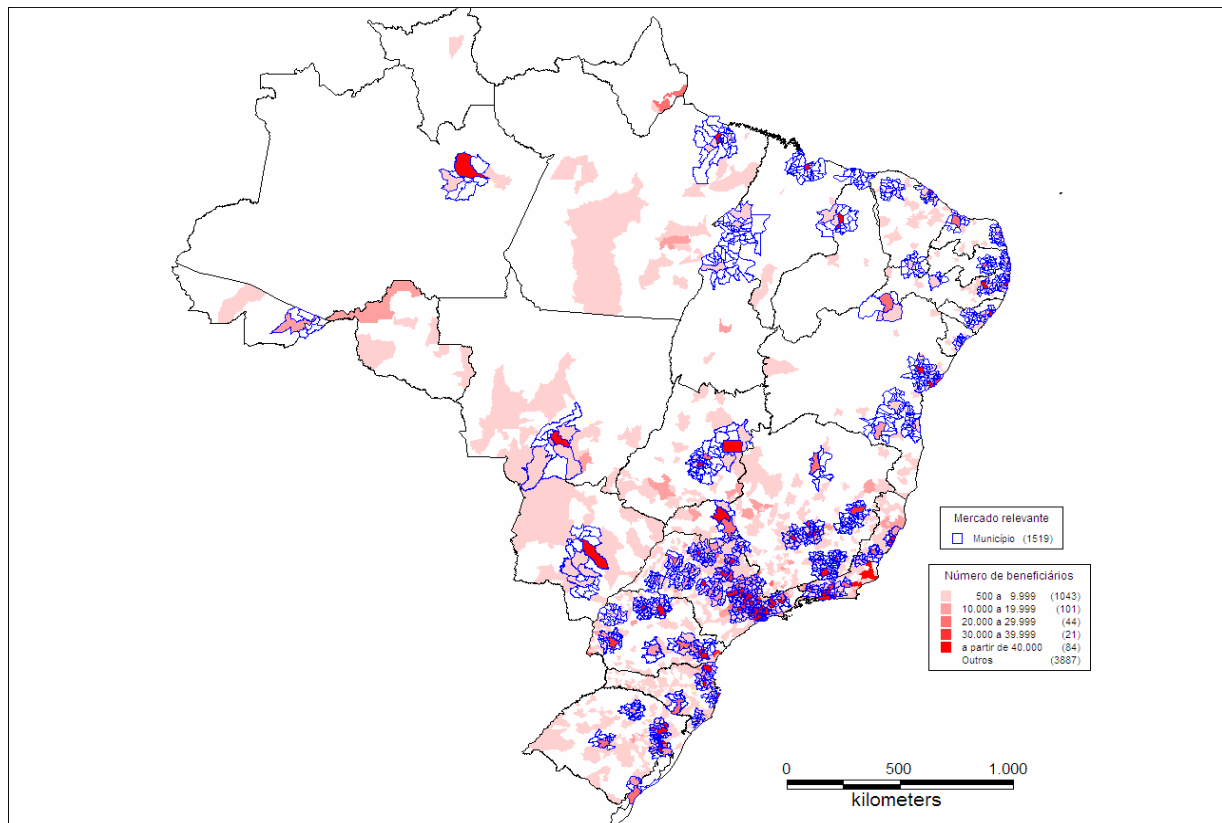 Mercado relevante
Município (1519)
Número de beneficiários
500 a 9.999 (1043)
10.000 a 19.999 (101)
20.000 a 29.999 (44)
30.000 a 39.999 (21)
a partir de 40.000 (84)
Outros (3887)
0 500 1.000
kilometers